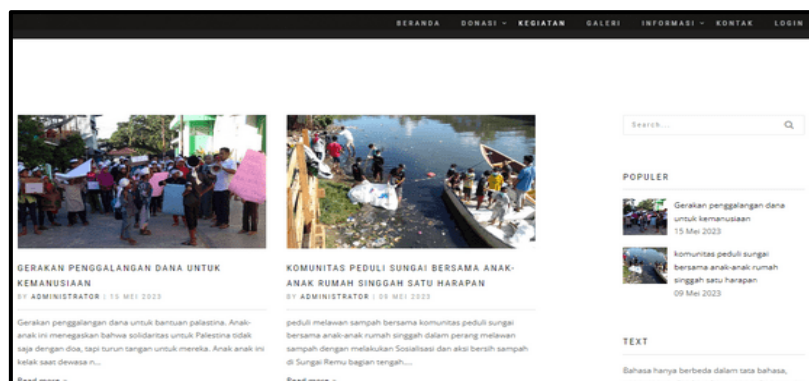 BERANDA DONASI KEGIATAN GALERI INFORMASI KONTAK LOGIN
GERAKAN PENGGALANGAN DANA UNTUK
KEMANUSIAAN
BY ADMINISTRATOR | 15 MEI 2023
Gerakan penggalangan dana untuk bantuan palastina. Anak-
anak ini menegaskan bahwa solidaritas untuk Palestina tidak
saja dengan doa, tapi turun tangan untuk mereka. Anak anak ini
kelak saat dewasa n...
Read more »
KOMUNITAS PEDULI SUNGAI BERSAMA ANAK-
ANAK RUMAH SINGGAH SATU HARAPAN
BY ADMINISTRATOR | 09 MEI 2023
peduli melawan sampah bersama komunitas peduli sungai
bersama anak-anak rumah singgah dalam perang melawan
sampah dengan melakukan Sosialisasi dan aksi bersih sampah
di Sungai Remu bagian tengah....
Read more »
Search...
POPULER
Gerakan penggalangan dana
untuk kemanusiaan
15 Mei 2023
komunitas peduli sungai
bersama anak-anak rumah
singgah satu harapan
09 Mei 2023
TEXT
Bahasa hanya berbeda dalam tata bahasa,